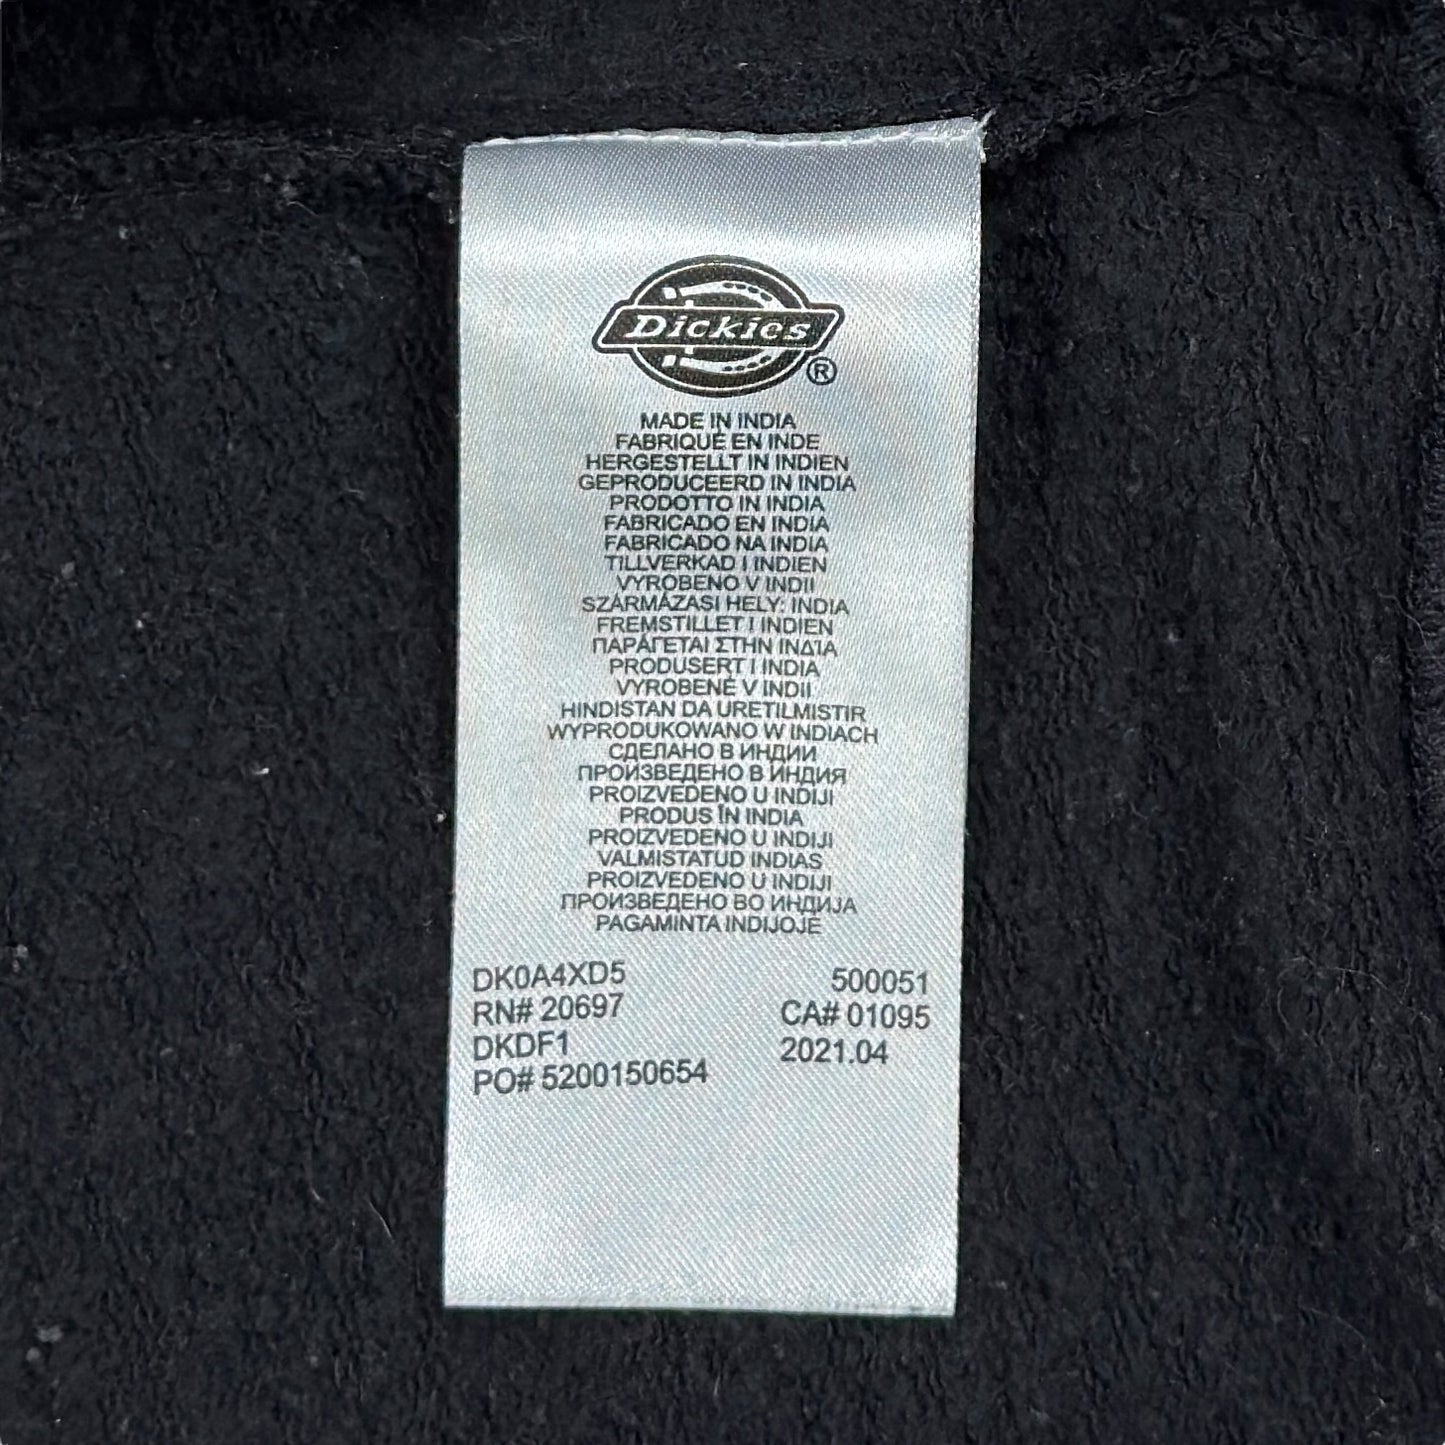 Dickies®
MADE IN INDIA
FABRIQUÉ EN INDE
HERGESTELLT IN INDIEN
GEPRODUCEERD IN INDIA
PRODOTTO IN INDIA
FABRICADO EN INDIA
FABRICADO NA INDIA
TILLVERKAD I INDIEN
VYROBENO V INDII
SZÁRMÁZASI HELY: INDIA
FREMSTILLET I INDIEN
ΠΑΡΑΓΕΤΑΙ ΣΤΗΝ ΙΝΔΊΑ
PRODUSERT I INDIA
VYROBENÉ V INDII
HINDISTAN DA URETILMISTIR
WYPRODUKOWANO W INDIACH
СДЕЛАНО В ИНДИИ
ПРОИЗВЕДЕНО В ИНДИЯ
PROIZVEDENO U INDIJI
PRODUS ÎN INDIA
PROIZVEDENO U INDIJI
VALMISTATUD INDIAS
PROIZVEDENO U INDIJI
ПРОИЗВЕДЕНО ВО ИНДИЈА
PAGAMINTA INDIJOJE
DK0A4XD5 500051
RN# 20697 CA# 01095
DKDF1 2021.04
PO# 5200150654